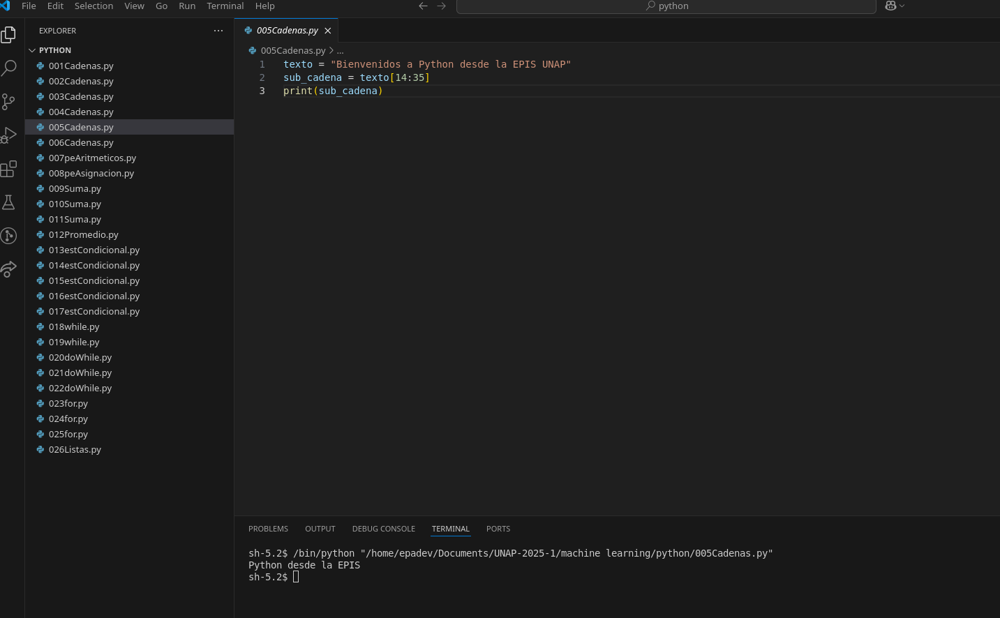 File Edit Selection View Go Run Terminal Help
python
EXPLORER
PYTHON
001Cadenas.py
002Cadenas.py
003Cadenas.py
004Cadenas.py
005Cadenas.py
006Cadenas.py
007peAritmeticos.py
008peAsignacion.py
009Suma.py
010Suma.py
011Suma.py
012Promedio.py
013estCondicional.py
014estCondicional.py
015estCondicional.py
016estCondicional.py
017estCondicional.py
018while.py
019while.py
020doWhile.py
021doWhile.py
022doWhile.py
023for.py
024for.py
025for.py
026Listas.py
005Cadenas.py
005Cadenas.py > ...
1 texto = "Bienvenidos a Python desde la EPIS UNAP"
2 sub_cadena = texto[14:35]
3 print(sub_cadena)
PROBLEMS OUTPUT DEBUG CONSOLE TERMINAL PORTS
sh-5.2$ /bin/python "/home/epadev/Documents/UNAP-2025-1/machine learning/python/005Cadenas.py"
Python desde la EPIS
sh-5.2$